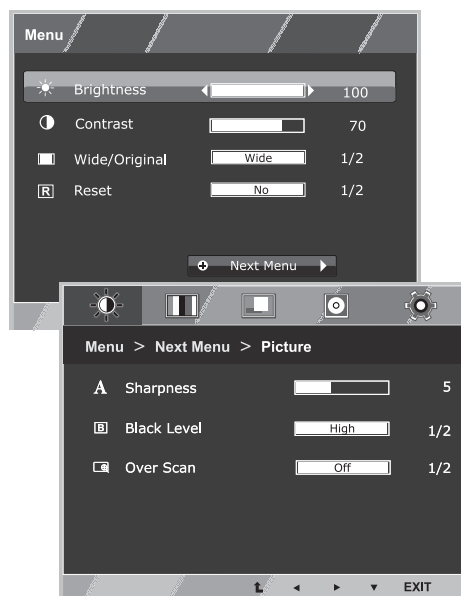 Menu
Brightness 100
Contrast 70
Wide/Original Wide 1/2
R Reset No 1/2
Next Menu
Menu > Next Menu > Picture
A Sharpness 5
B Black Level High 1/2
Over Scan Off 1/2
EXIT